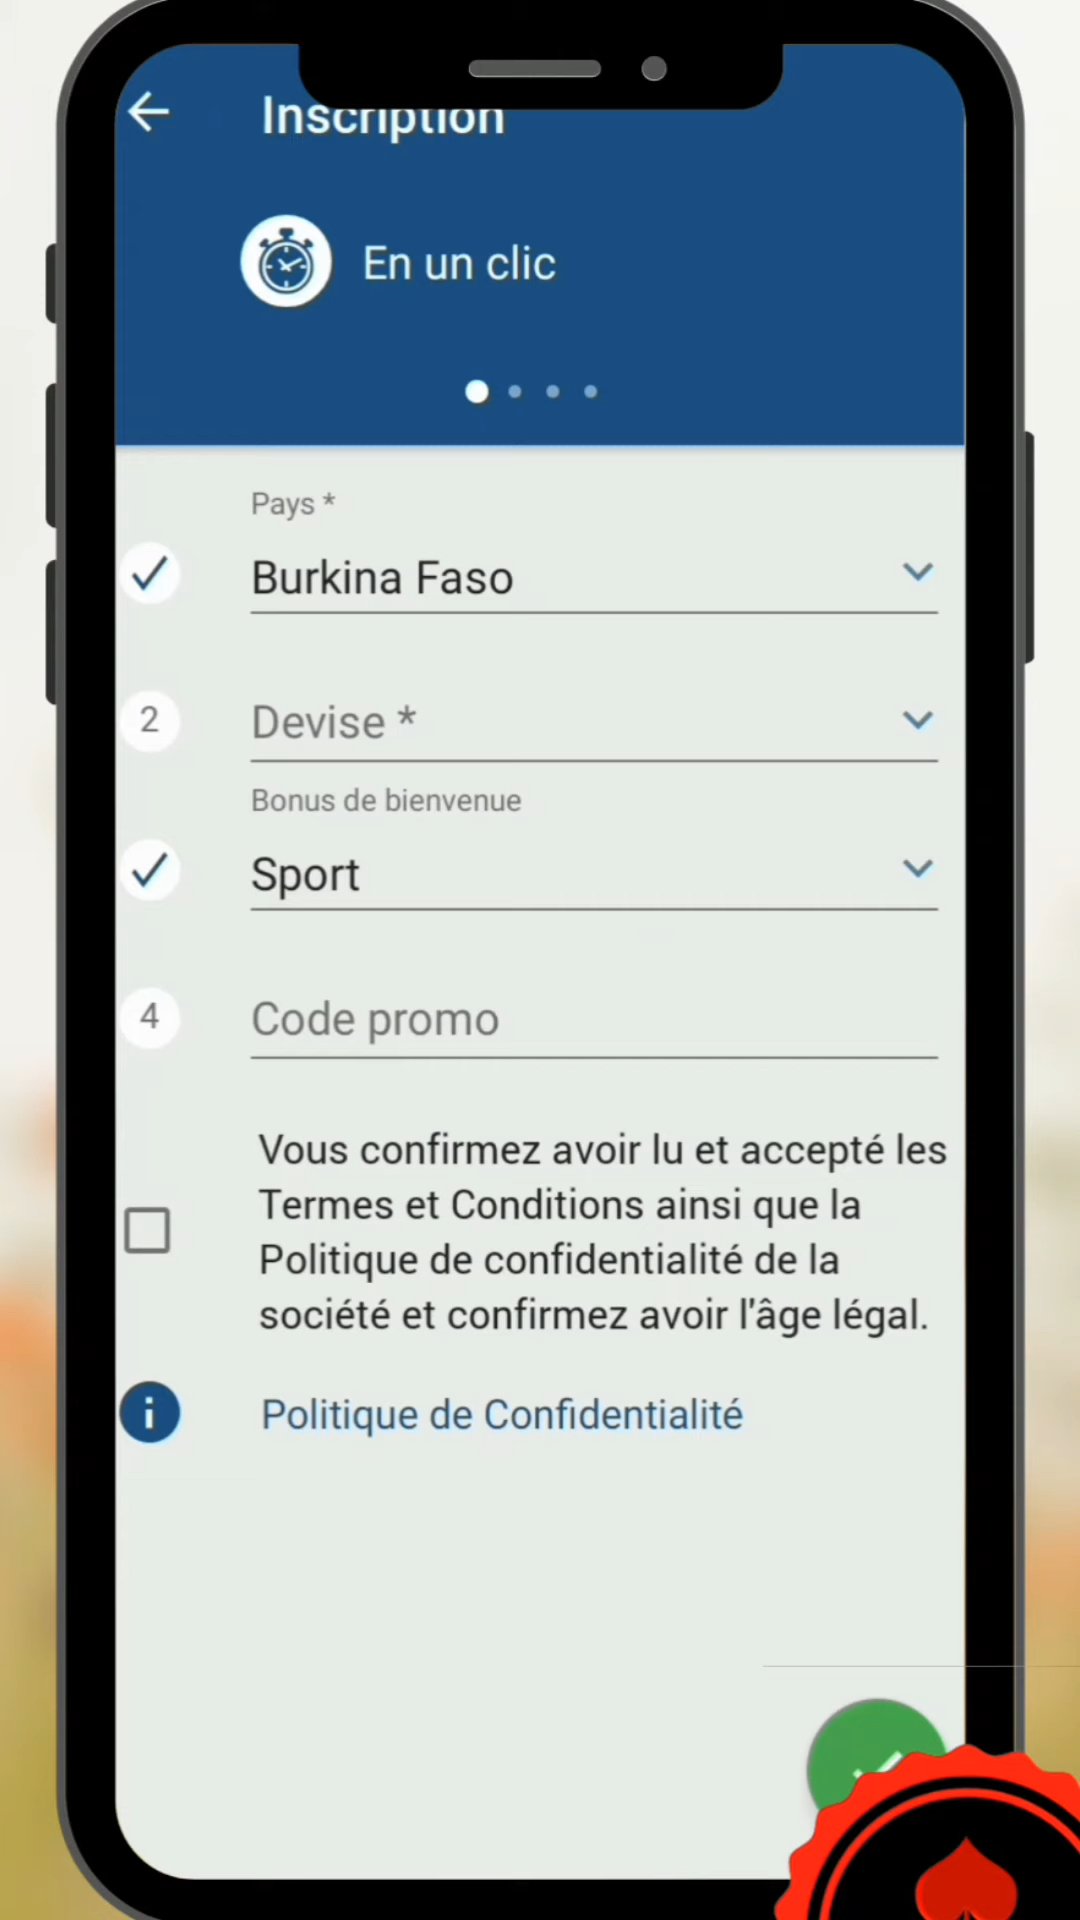 Inscription
En un clic
Pays *
Burkina Faso
2
Devise *
Bonus de bienvenue
Sport
4
Code promo
Vous confirmez avoir lu et accepté les
Termes et Conditions ainsi que la
Politique de confidentialité de la
société et confirmez avoir l'âge légal.
Politique de Confidentialité